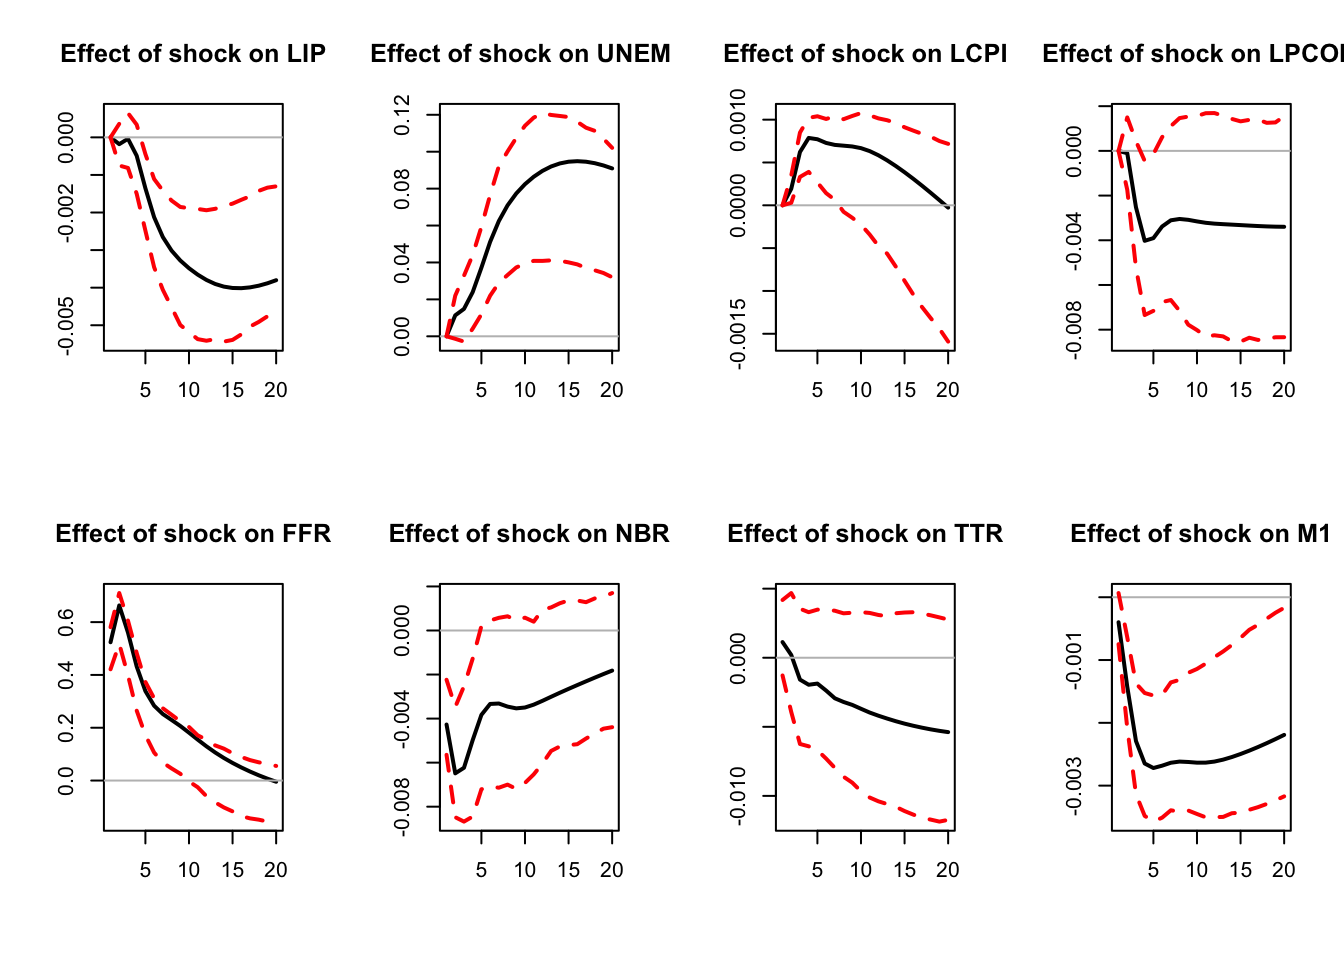 Effect of shock on LIP
Effect of shock on UNEM
Effect of shock on LCPI
Effect of shock on LPCO
0.000
-0.002
-0.005
5 10 15 20
0.12
0.08
0.04
0.00
5 10 15 20
0.0010
0.0000
-0.0015
5 10 15 20
0.000
-0.004
-0.008
5 10 15 20
Effect of shock on FFR
Effect of shock on NBR
Effect of shock on TTR
Effect of shock on M1
0.6
0.4
0.2
0.0
5 10 15 20
0.000
-0.004
-0.008
5 10 15 20
0.000
-0.010
5 10 15 20
-0.001
-0.003
5 10 15 20